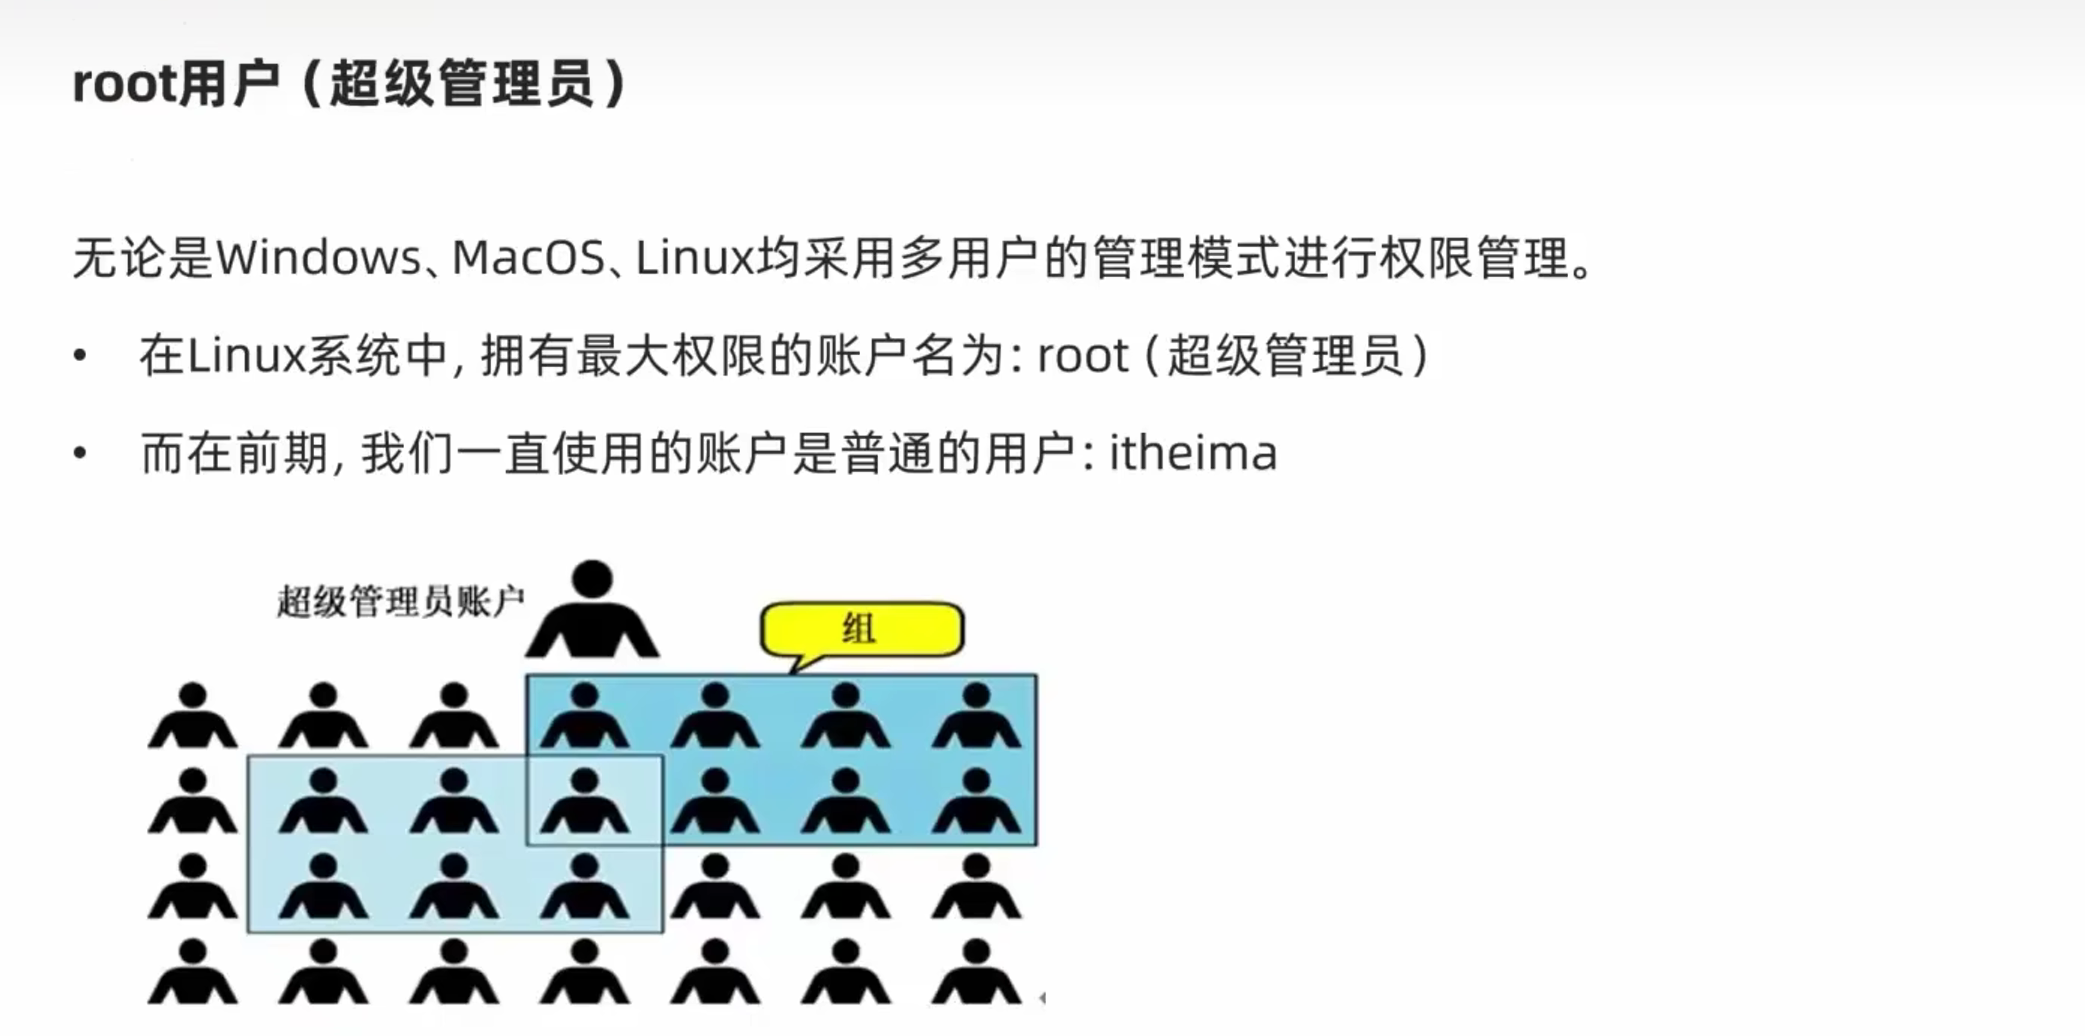 root用户（超级管理员）
无论是Windows、MacOS、Linux均采用多用户的管理模式进行权限管理。
• 在Linux系统中, 拥有最大权限的账户名为: root（超级管理员）
• 而在前期, 我们一直使用的账户是普通的用户: itheima
超级管理员账户
组